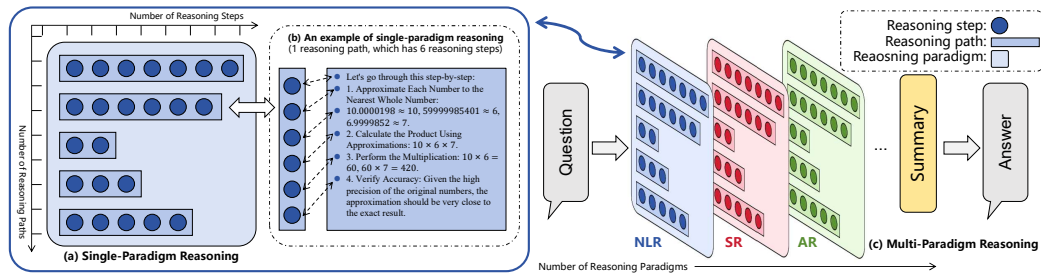 Number of Reasoning Steps
Number of Reasoning Paths
(a) Single-Paradigm Reasoning
(b) An example of single-paradigm reasoning
(1 reasoning path, which has 6 reasoning steps)
Let's go through this step-by-step:
1. Approximate Each Number to the
Nearest Whole Number:
10.0000198 ≈ 10, 59999985401 ≈ 6,
6.9999852 ≈ 7.
2. Calculate the Product Using
Approximations: 10 × 6 × 7.
3. Perform the Multiplication: 10 × 6 =
60, 60 × 7 = 420.
4. Verify Accuracy: Given the high
precision of the original numbers, the
approximation should be very close to
the exact result.
Reasoning step:
Reasoning path:
Reaosning paradigm:
Question
NLR
SR
AR
...
Summary
Answer
(c) Multi-Paradigm Reasoning
Number of Reasoning Paradigms